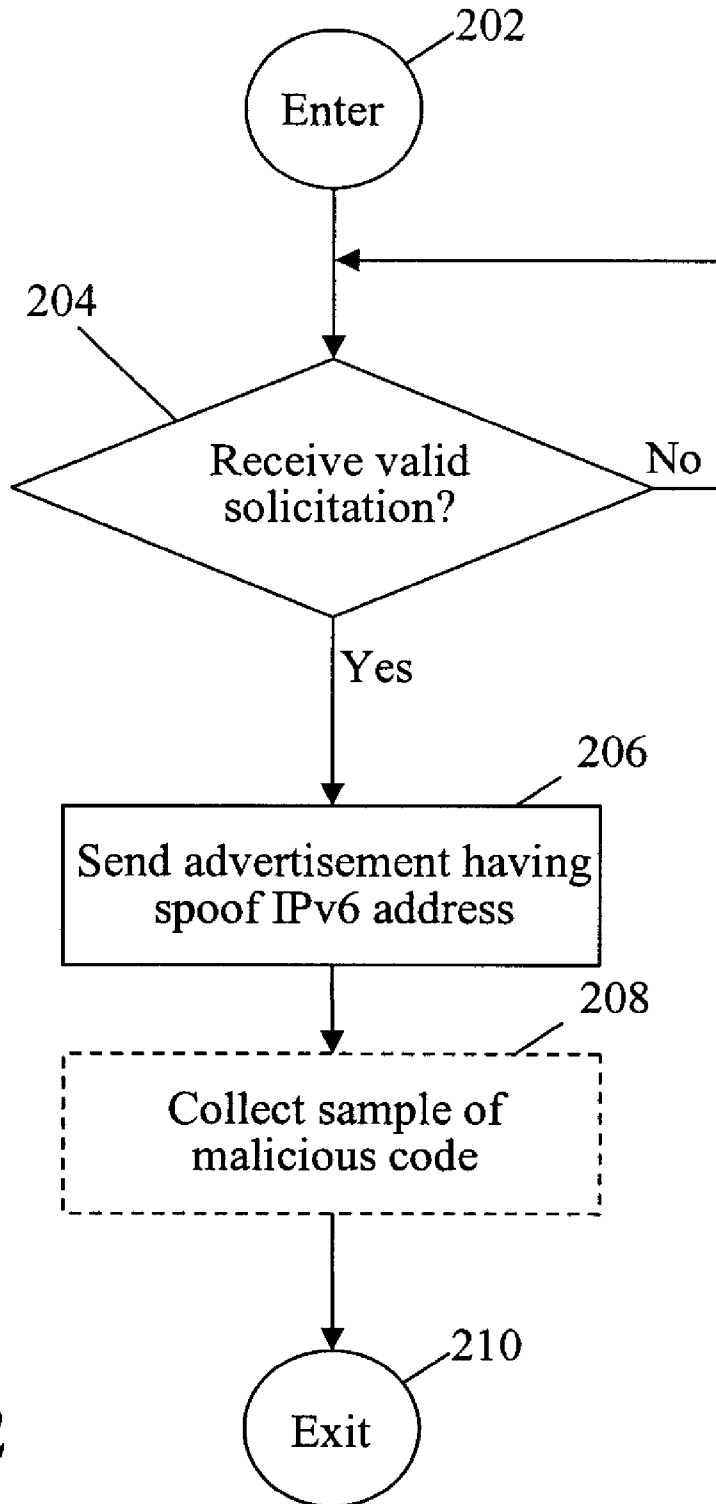 202
Enter
204
Receive valid
solicitation?
No
Yes
206
Send advertisement having
spoof IPv6 address
208
Collect sample of
malicious code
210
Exit
2